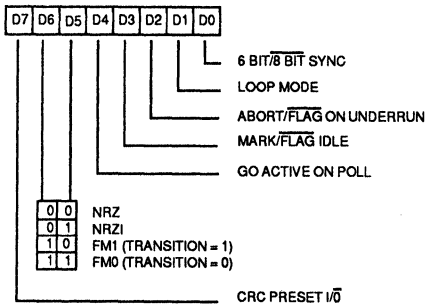 D7 D6 D5 D4 D3 D2 D1 D0
6 BIT/8 BIT SYNC
LOOP MODE
ABORT/FLAG ON UNDERRUN
MARK/FLAG IDLE
GO ACTIVE ON POLL
0 0 NRZ
0 1 NRZI
1 0 FM1 (TRANSITION = 1)
1 1 FM0 (TRANSITION = 0)
CRC PRESET I/0